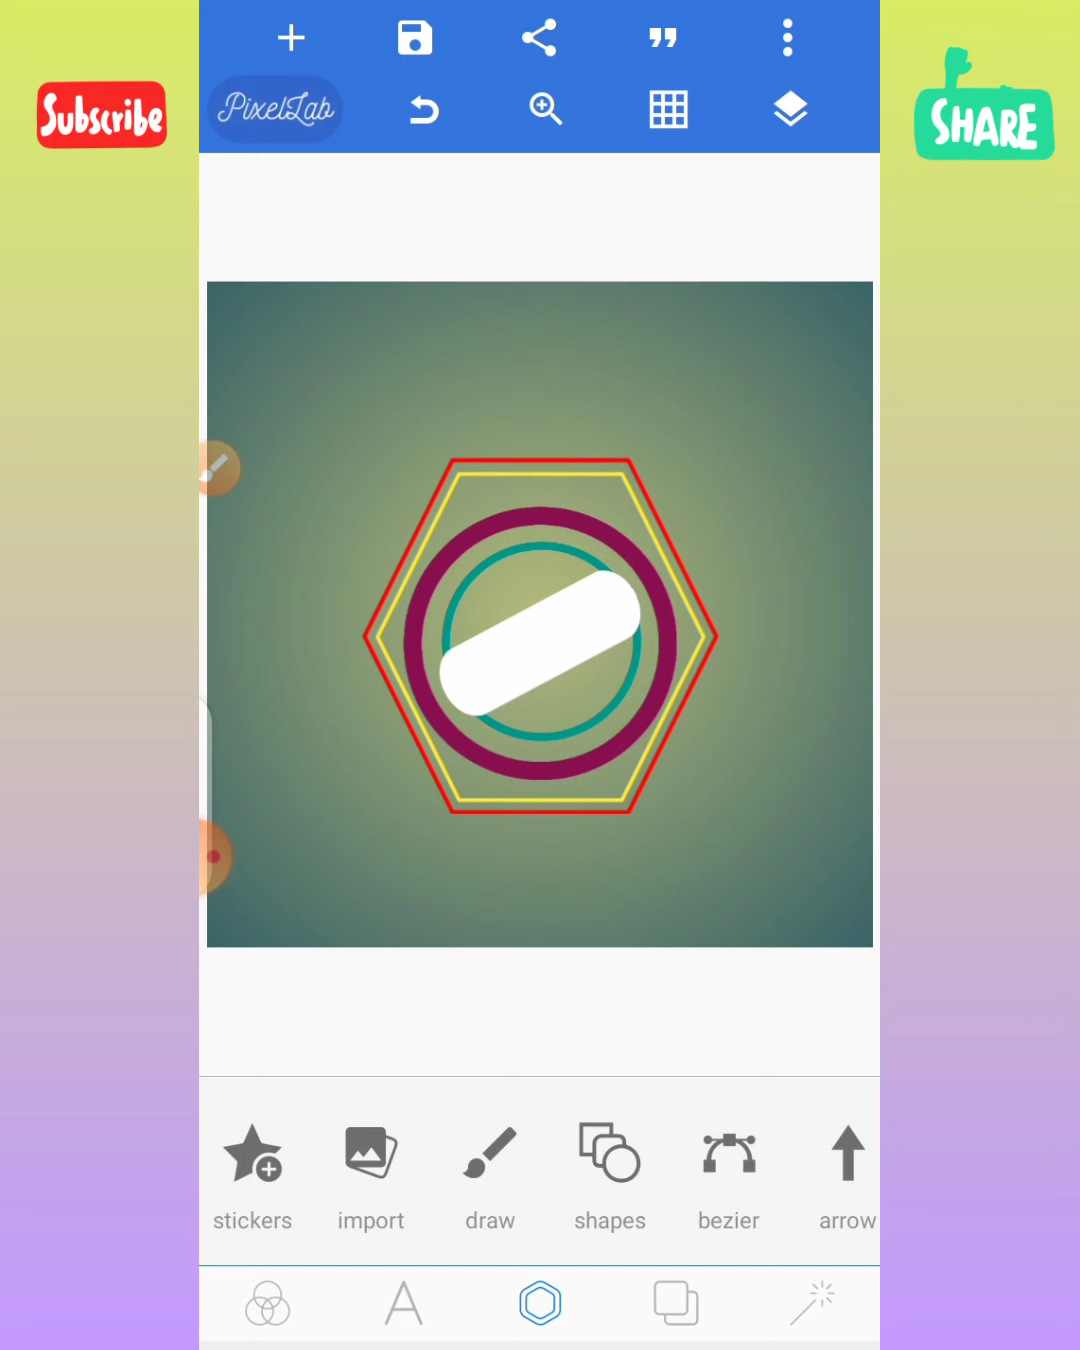 Subscribe
PixelLab
SHARE
stickers
import
draw
shapes
bezier
arrow